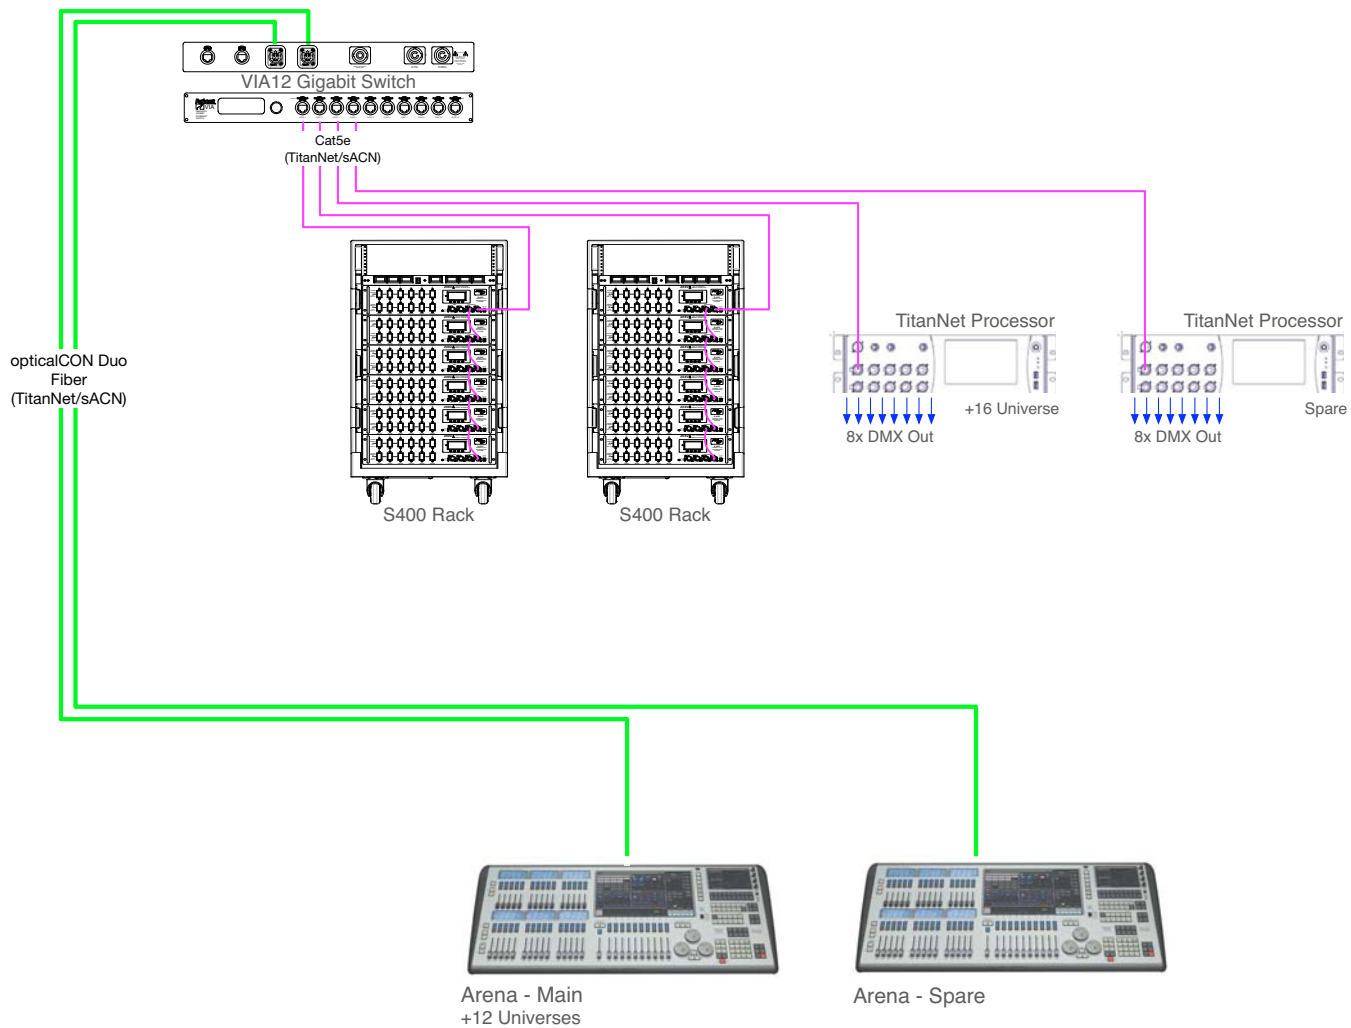 VIA12 Gigabit Switch
VIA
Cat5e
(TitanNet/sACN)
opticalCON Duo
Fiber
(TitanNet/sACN)
TitanNet Processor
+16 Universe
8x DMX Out
TitanNet Processor
Spare
8x DMX Out
S400 Rack
S400 Rack
Arena - Main
+12 Universes
Arena - Spare